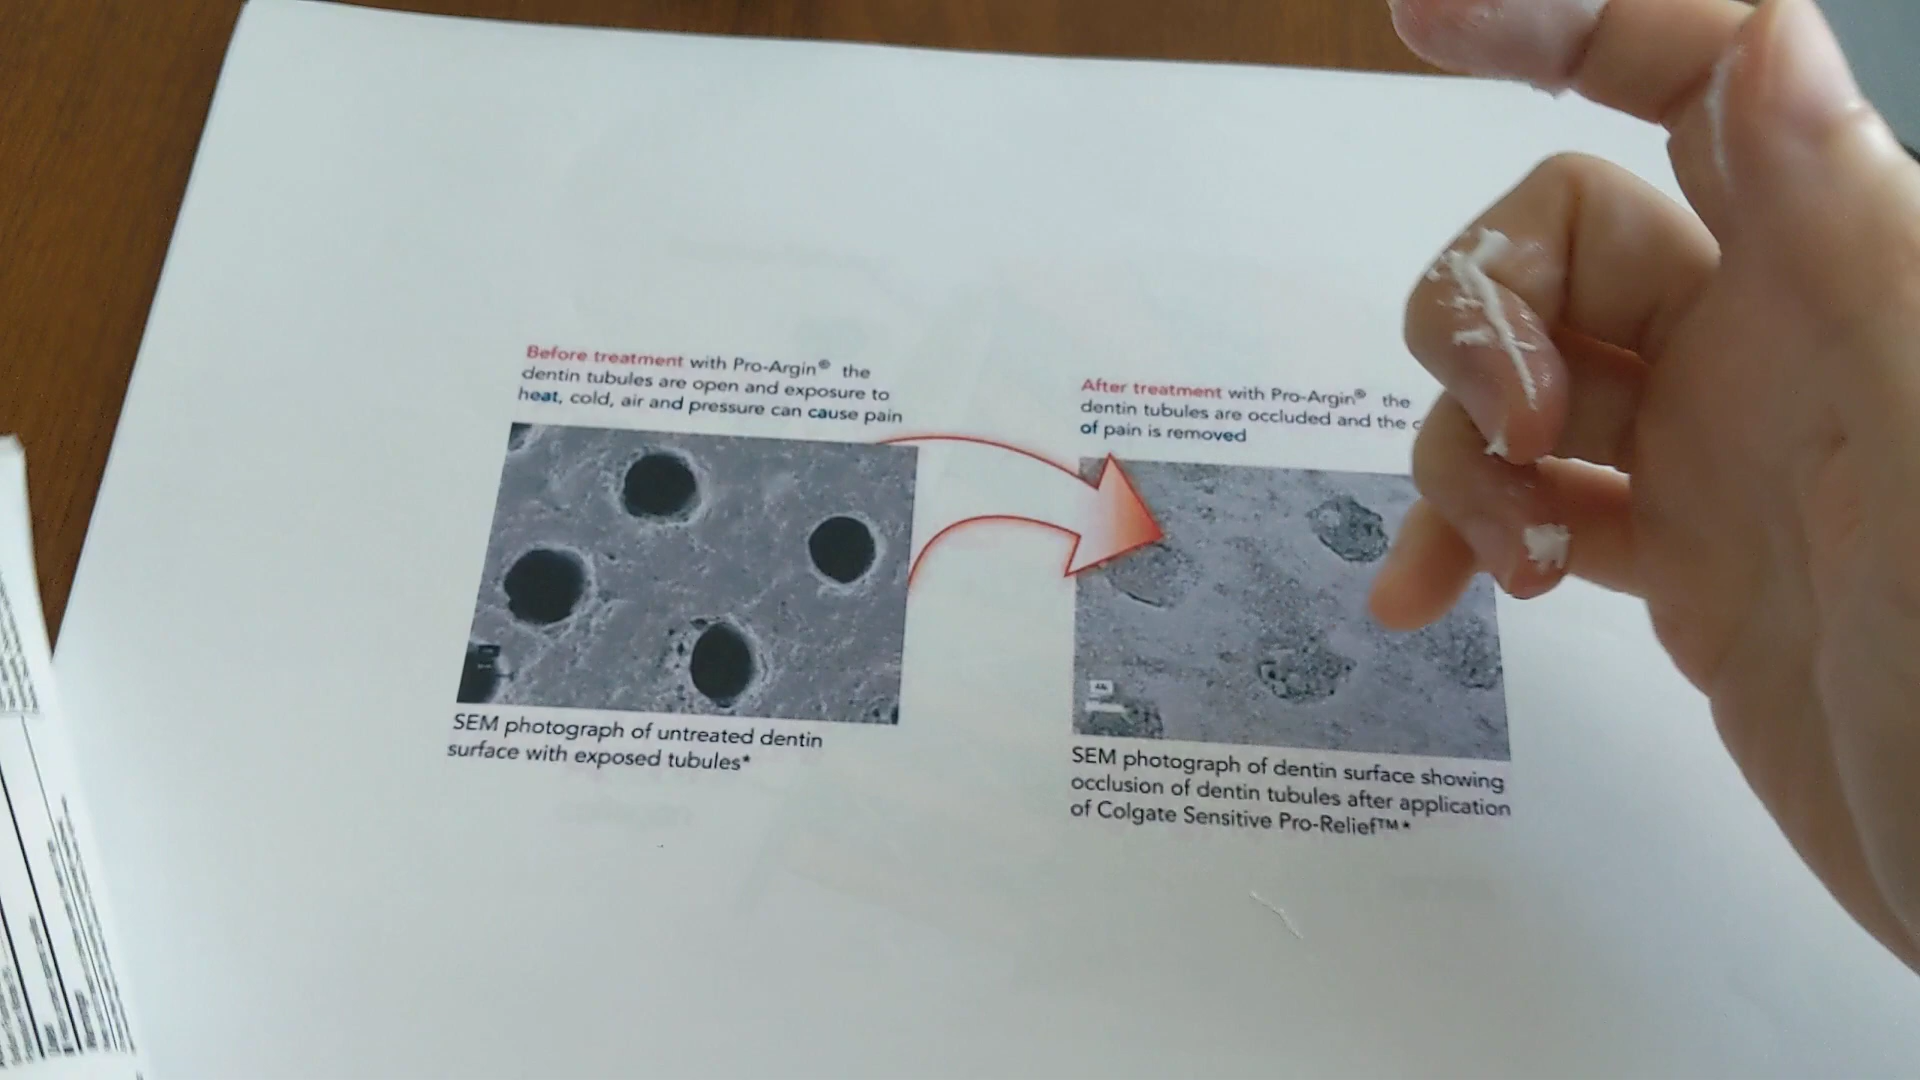 Before treatment with Pro-Argin® the
dentin tubules are open and exposure to
heat, cold, air and pressure can cause pain
After treatment with Pro-Argin® the
dentin tubules are occluded and the
of pain is removed
SEM photograph of untreated dentin
surface with exposed tubules*
SEM photograph of dentin surface showing
occlusion of dentin tubules after application
of Colgate Sensitive Pro-Relief™*